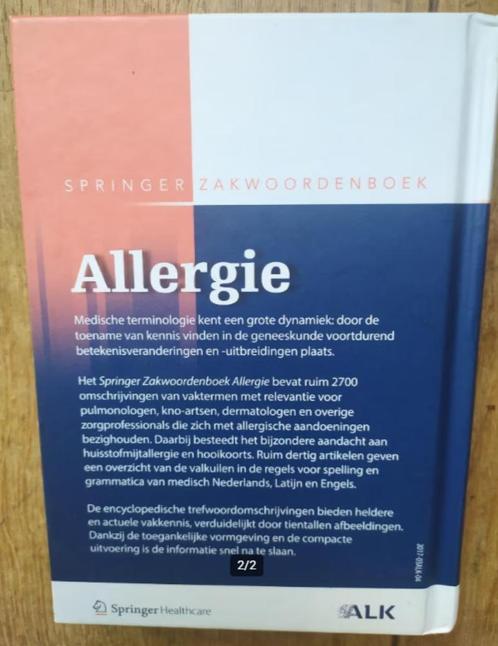 SPRINGER ZAKWOORDENBOEK
Allergie
Medische terminologie kent een grote dynamiek: door de
toename van kennis vinden in de geneeskunde voortdurend
betekenisveranderingen en -uitbreidingen plaats.
Het Springer Zakwoordenboek Allergie bevat ruim 2700
omschrijvingen van vaktermen met relevantie voor
pulmonologen, kno-artsen, dermatologen en overige
zorgprofessionals die zich met allergische aandoeningen
bezighouden. Daarbij besteedt het bijzondere aandacht aan
huisstofmijtallergie en hooikoorts. Ruim dertig artikelen geven
een overzicht van de valkuilen in de regels voor spelling en
grammatica van medisch Nederlands, Latijn en Engels.
De encyclopedische trefwoordomschrijvingen bieden heldere
en actuele vakkennis, verduidelijkt door tientallen afbeeldingen.
Dankzij de toegankelijke vormgeving en de compacte
uitvoering is de informatie snel na te slaan.
2/2
Springer Healthcare
ALK